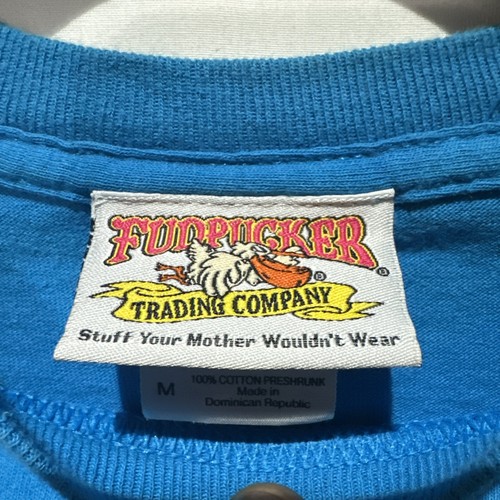 FUDPUCKER
®
®
TRADING COMPANY
Stuff Your Mother Wouldn't Wear
M
100% COTTON PRESHRUNK
Made in
Dominican Republic